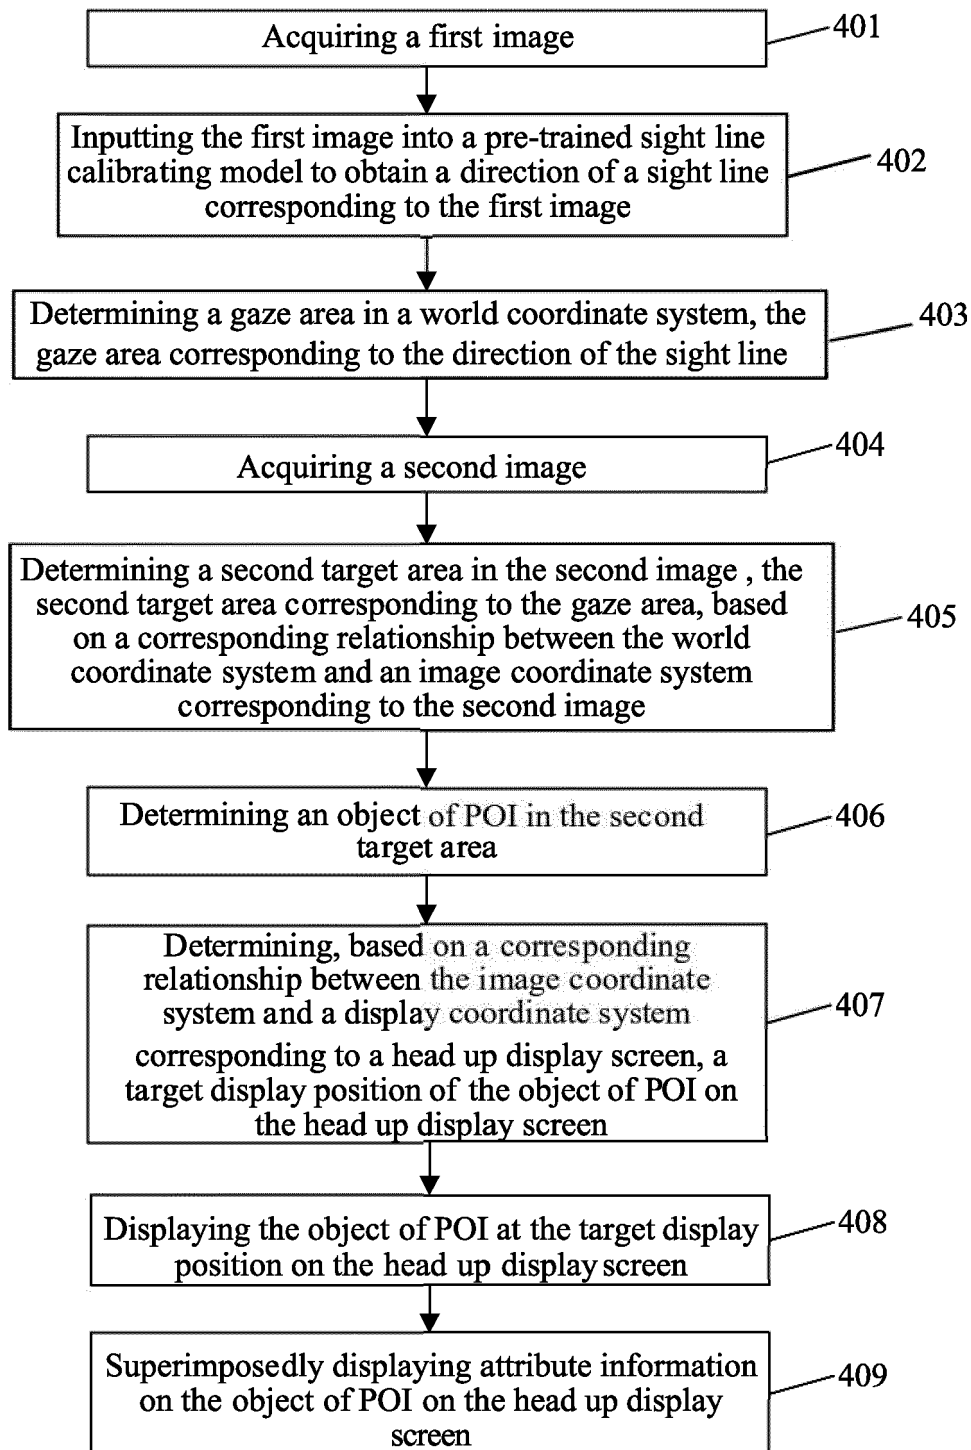 Acquiring a first image
401
Inputting the first image into a pre-trained sight line
calibrating model to obtain a direction of a sight line
corresponding to the first image
402
Determining a gaze area in a world coordinate system, the
gaze area corresponding to the direction of the sight line
403
Acquiring a second image
404
Determining a second target area in the second image , the
second target area corresponding to the gaze area, based
on a corresponding relationship between the world
coordinate system and an image coordinate system
corresponding to the second image
405
Determining an object of POI in the second
target area
406
Determining, based on a corresponding
relationship between the image coordinate
system and a display coordinate system
corresponding to a head up display screen, a
target display position of the object of POI on
the head up display screen
407
Displaying the object of POI at the target display
position on the head up display screen
408
Superimposedly displaying attribute information
on the object of POI on the head up display
screen
409